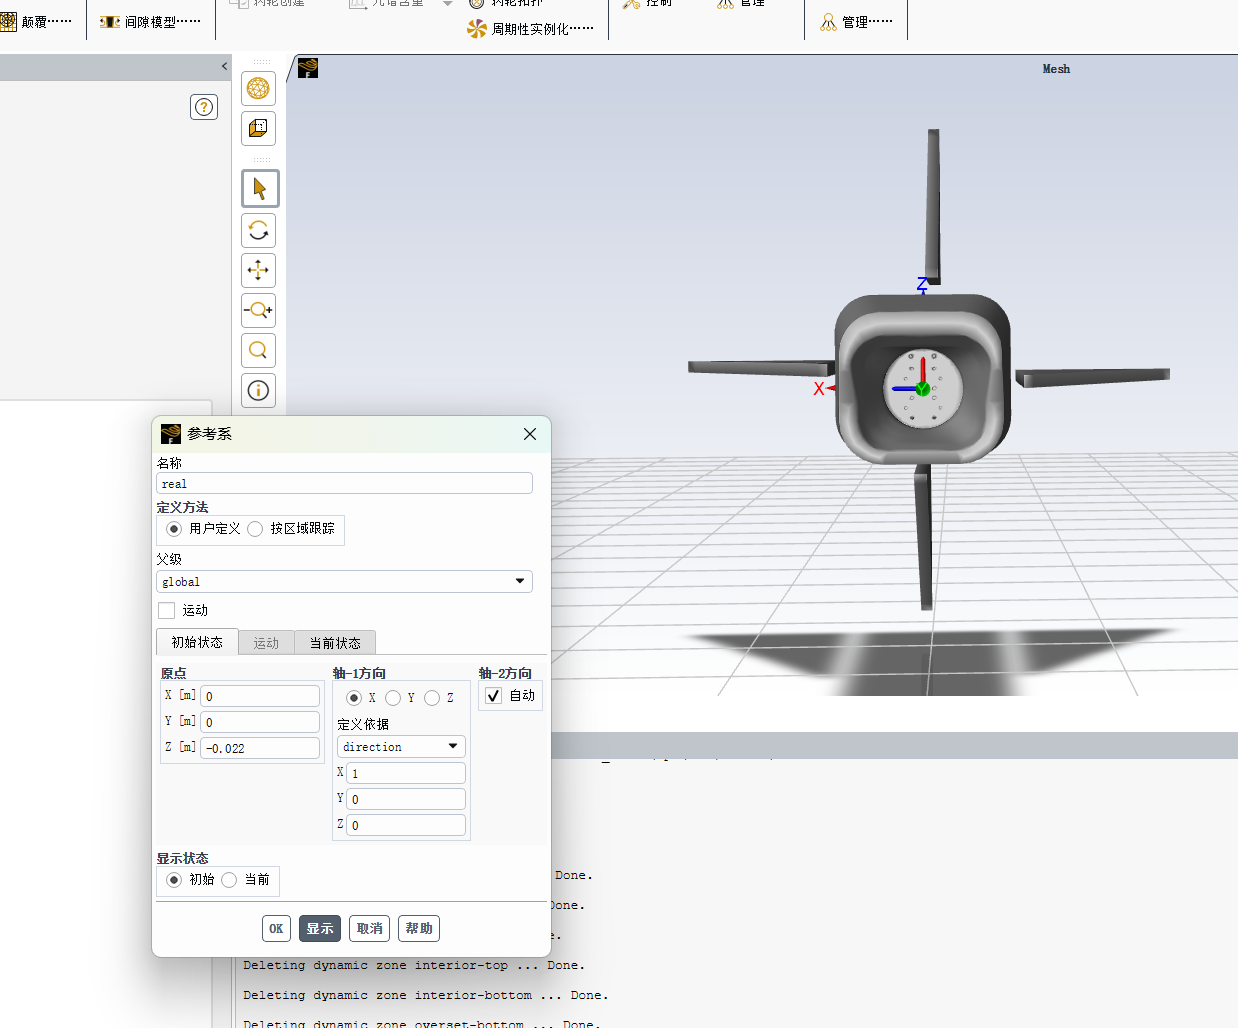 控制
管理
颠覆……
间隙模型……
周期性实例化……
管理……
<
?
F
Mesh
Z
X
Y
F
参考系
名称
real
定义方法
用户定义
按区域跟踪
父级
global
运动
初始状态
运动
当前状态
原点
轴-1方向
轴-2方向
X [m] 0
X
Y
Z
自动
Y [m] 0
定义依据
Z [m] -0.022
direction
X 1
Y 0
Z 0
显示状态
初始
当前
OK
显示
取消
帮助
Done.
Done.
e.
Deleting dynamic zone interior-top ... Done.
Deleting dynamic zone interior-bottom ... Done.
Deleting dynamic zone overset-bottom ... Done.